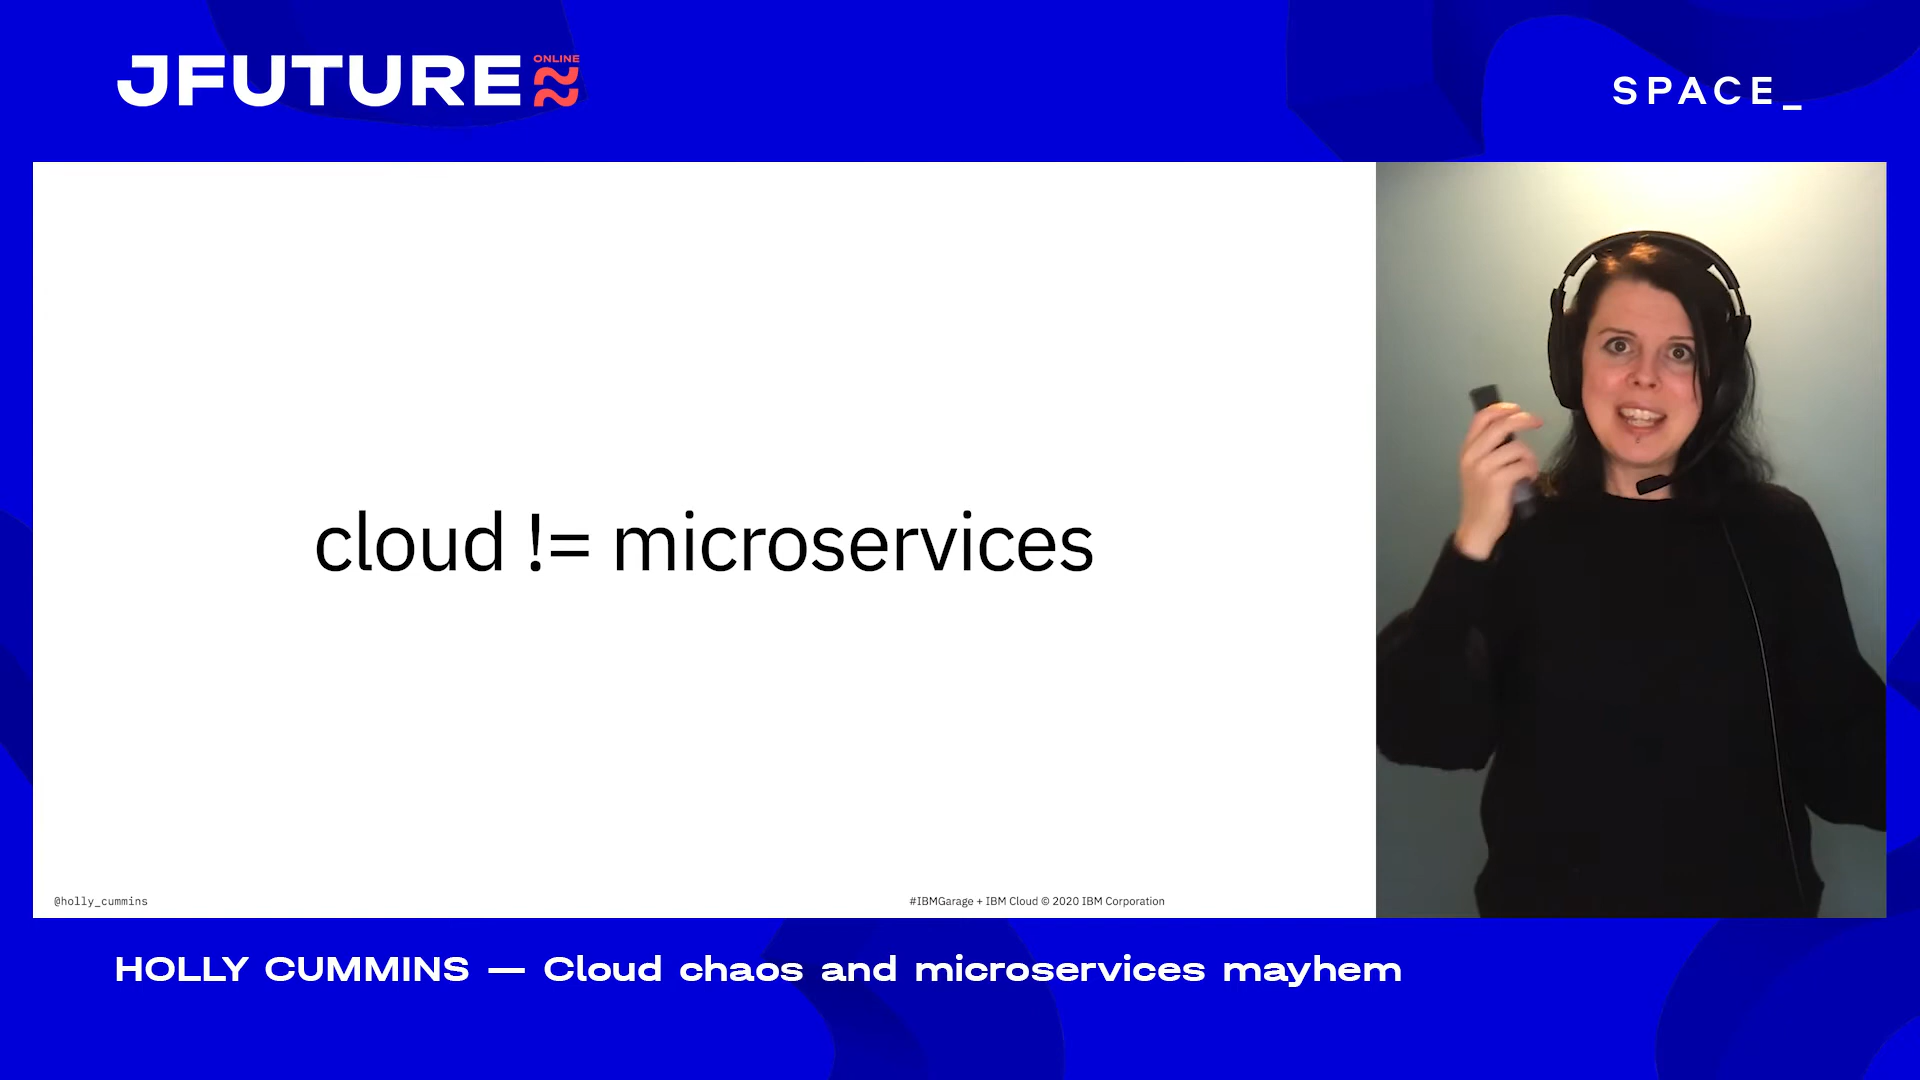 JFUTURE ONLINE
SPACE_
cloud != microservices
@holly_cummins
#IBMGarage + IBM Cloud © 2020 IBM Corporation
HOLLY CUMMINS — Cloud chaos and microservices mayhem